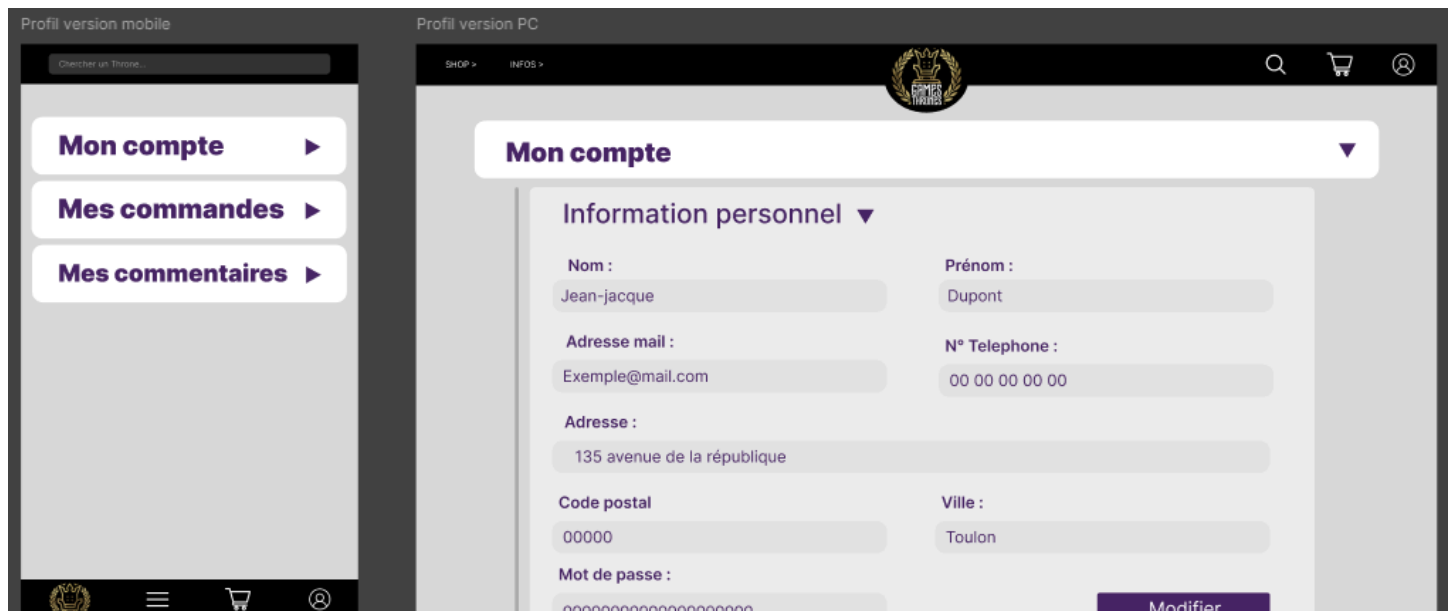 Profil version mobile
Chercher un Throne...
Mon compte
Mes commandes
Mes commentaires
Profil version PC
SHOP >
INFOS >
GAMES
THRONES
Mon compte
Information personnel
Nom :
Prénom :
Jean-jacque
Dupont
Adresse mail :
N° Telephone :
Exemple@mail.com
00 00 00 00 00
Adresse :
135 avenue de la république
Code postal
Ville :
00000
Toulon
Mot de passe :
Modifier